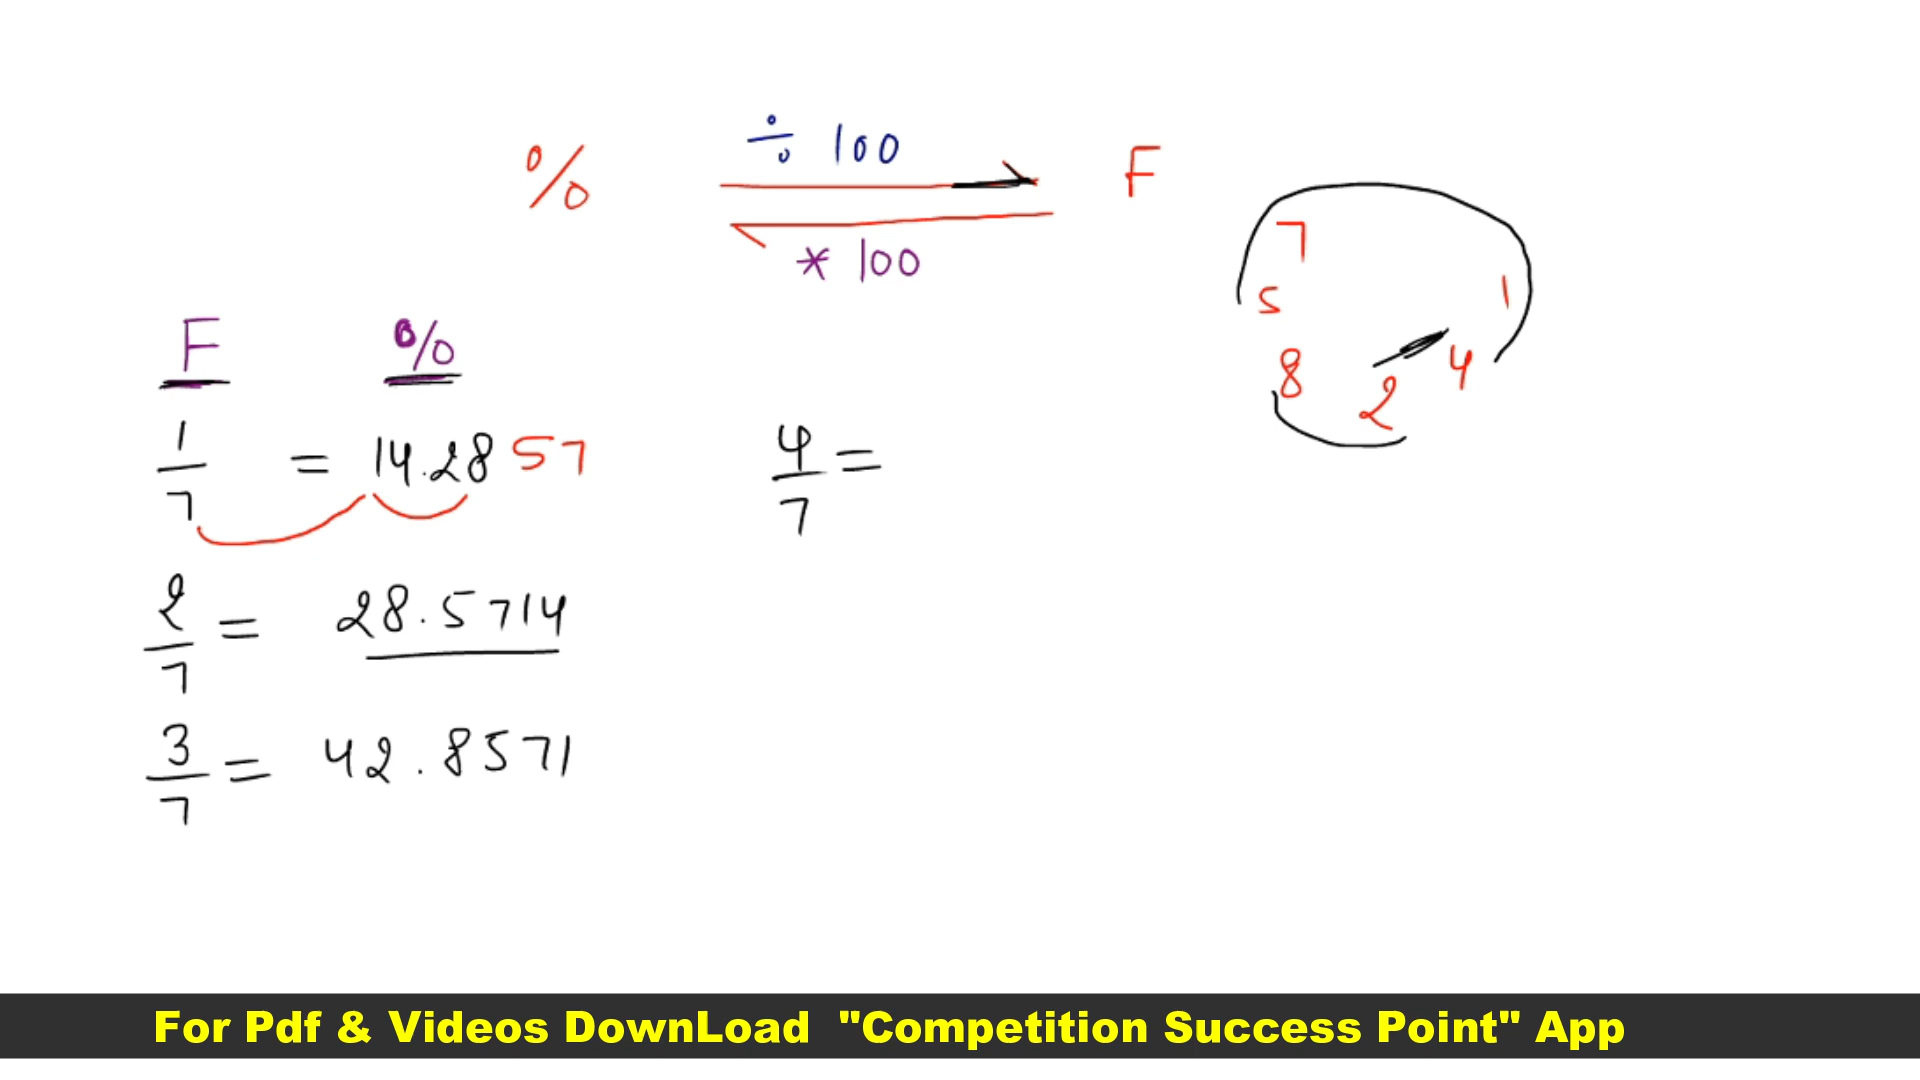 ÷ 100
% F
* 100
7
5 1
8 4
2
F %
1/7 = 14.2857
4/7 =
2/7 = 28.5714
3/7 = 42.8571
For Pdf & Videos DownLoad "Competition Success Point" App